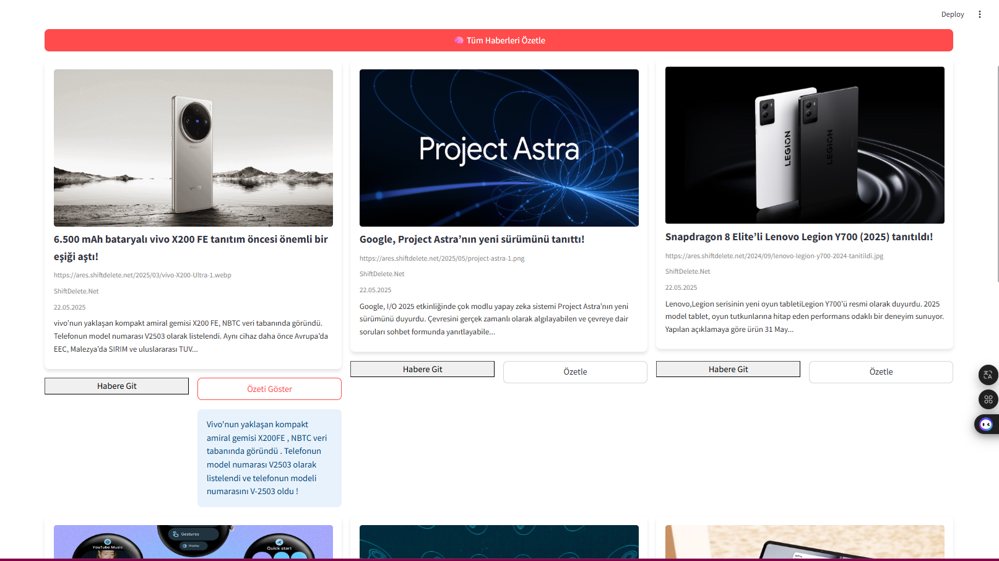 Deploy
Tüm Haberleri Özetle
VIVO
6.500 mAh bataryalı vivo X200 FE tanıtım öncesi önemli bir
eşiği aştı!
https://ares.shiftdelete.net/2025/03/vivo-X200-Ultra-1.webp
ShiftDelete.Net
22.05.2025
vivo’nun yaklaşan kompakt amiral gemisi X200 FE, NBTC veri tabanında göründü.
Telefonun model numarası V2503 olarak listelendi. Aynı cihaz daha önce Avrupa’da
EEC, Malezya’da SIRIM ve uluslararası TUV...
Habere Git
Özeti Göster
Vivo'nun yaklaşan kompakt
amiral gemisi X200FE , NBTC veri
tabanında göründü . Telefonun
model numarası V2503 olarak
listelendi ve telefonun modeli
numarasını V-2503 oldu !
Project Astra
Google, Project Astra’nın yeni sürümünü tanıttı!
https://ares.shiftdelete.net/2025/05/project-astra-1.png
ShiftDelete.Net
22.05.2025
Google, I/O 2025 etkinliğinde çok modlu yapay zeka sistemi Project Astra’nın yeni
sürümünü duyurdu. Çevresini gerçek zamanlı olarak algılayabilen ve çevreye dair
soruları sohbet formunda yanıtlayabile...
Habere Git
Özetle
LEGION
LEGION
Snapdragon 8 Elite’li Lenovo Legion Y700 (2025) tanıtıldı!
https://ares.shiftdelete.net/2024/09/lenovo-legion-y700-2024-tanitildi.jpg
ShiftDelete.Net
22.05.2025
Lenovo,Legion serisinin yeni oyun tabletiLegion Y700’ü resmi olarak duyurdu. 2025
model tablet, oyun tutkunlarına hitap eden performans odaklı bir deneyim sunuyor.
Yapılan açıklamaya göre ürün 31 May...
Habere Git
Özetle
Gestures
Display
YouTube Music
Quick start